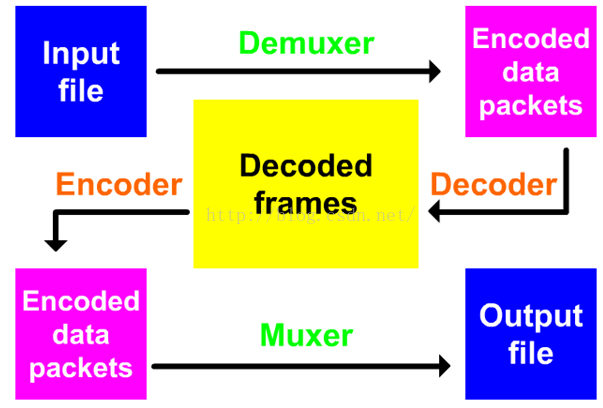 Input
file
Demuxer
Encoded
data
packets
Decoder
Decoded
frames
http://blog.csdn.net/
Encoder
Encoded
data
packets
Muxer
Output
file